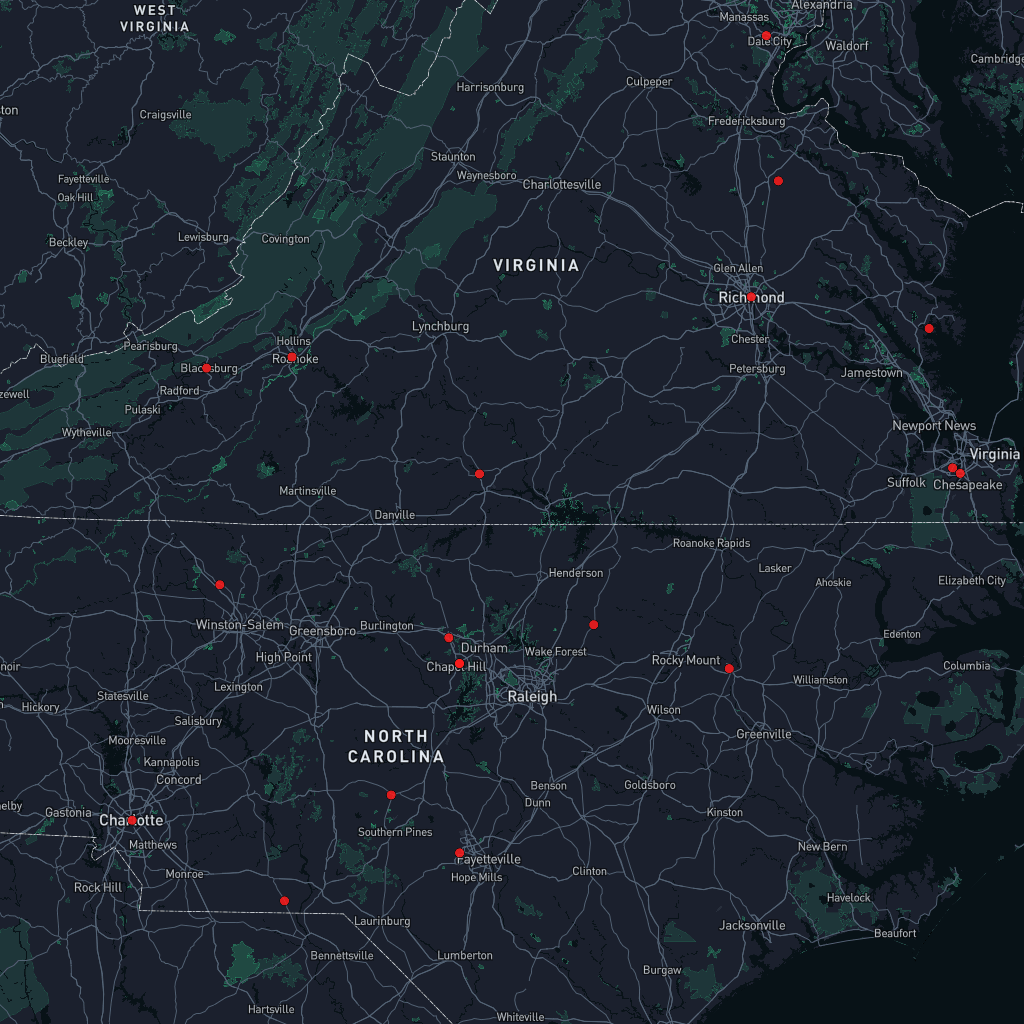 WEST
VIRGINIA
Alexandria
Manassas
Dale City
Waldorf
Cambridge
Harrisonburg
Culpeper
ston
Craigsville
Fredericksburg
Staunton
Waynesboro
Charlottesville
Fayetteville
Oak Hill
Beckley
Lewisburg
Covington
VIRGINIA
Glen Allen
Richmond
Lynchburg
Chester
Hollins
Roanoke
Pearisburg
Bluefield
Blacksburg
Petersburg
Jamestown
zewell
Radford
Pulaski
Wytheville
Newport News
Virginia
Suffolk
Chesapeake
Martinsville
Danville
Roanoke Rapids
Henderson
Lasker
Ahoskie
Elizabeth City
Winston-Salem
Greensboro
Burlington
Durham
Wake Forest
Edenton
High Point
Chapel Hill
Rocky Mount
noir
Columbia
Lexington
Statesville
Raleigh
Williamston
Hickory
Salisbury
Wilson
Mooresville
NORTH
CAROLINA
Greenville
Kannapolis
Concord
Benson
Goldsboro
elby
Gastonia
Charlotte
Dunn
Kinston
Southern Pines
Matthews
New Bern
Fayetteville
Monroe
Hope Mills
Clinton
Rock Hill
Havelock
Laurinburg
Jacksonville
Beaufort
Bennettsville
Lumberton
Burgaw
Hartsville
Whiteville